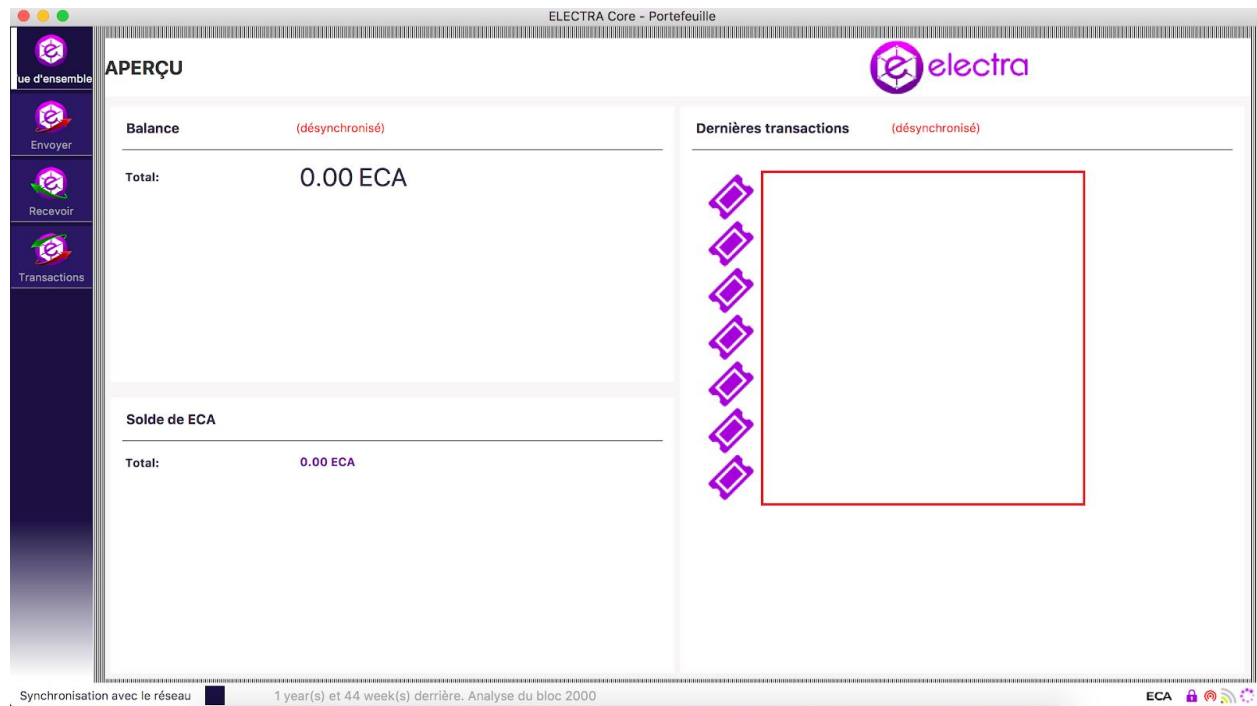 ELECTRA Core - Portefeuille
ue d'ensemble
APERÇU
electra
Envoyer
Recevoir
Transactions
Balance (désynchronisé)
Total: 0.00 ECA
Solde de ECA
Total: 0.00 ECA
Dernières transactions (désynchronisé)
Synchronisation avec le réseau 1 year(s) et 44 week(s) derrière. Analyse du bloc 2000 ECA